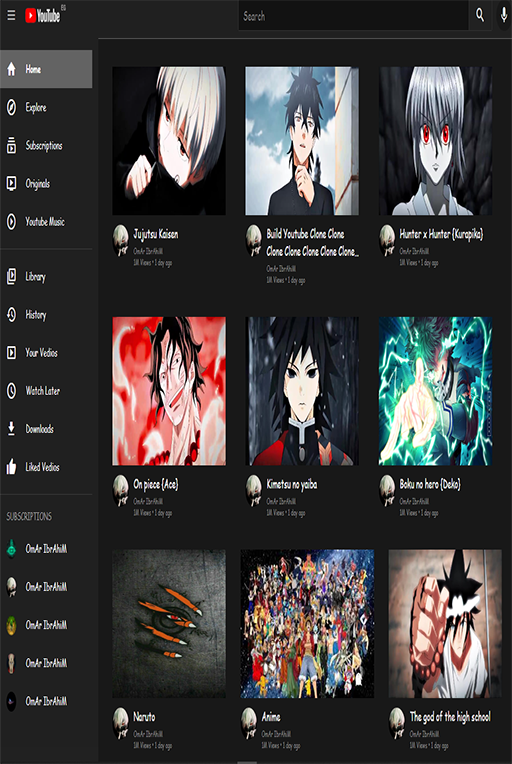 YouTube EG
Search
Home
Explore
Subscriptions
Originals
Youtube Music
Library
History
Your Vedios
Watch Later
Downloads
Liked Vedios
SUBSCRIPTIONS
OmAr IbrAhiM
OmAr IbrAhiM
OmAr IbrAhiM
OmAr IbrAhiM
OmAr IbrAhiM
Jujutsu Kaisen
OmAr IbrAhiM
1M Views • 1 day ago
Build Youtube Clone Clone
Clone Clone Clone Clone Clone_
OmAr IbrAhiM
1M Views • 1 day ago
Hunter x Hunter {Kurapika}
OmAr IbrAhiM
1M Views • 1 day ago
On piece {Ace}
OmAr IbrAhiM
1M Views • 1 day ago
Kimetsu no yaiba
OmAr IbrAhiM
1M Views • 1 day ago
Boku no hero {Deko}
OmAr IbrAhiM
1M Views • 1 day ago
Naruto
OmAr IbrAhiM
1M Views • 1 day ago
Anime
OmAr IbrAhiM
1M Views • 1 day ago
The god of the high school
OmAr IbrAhiM
1M Views • 1 day ago